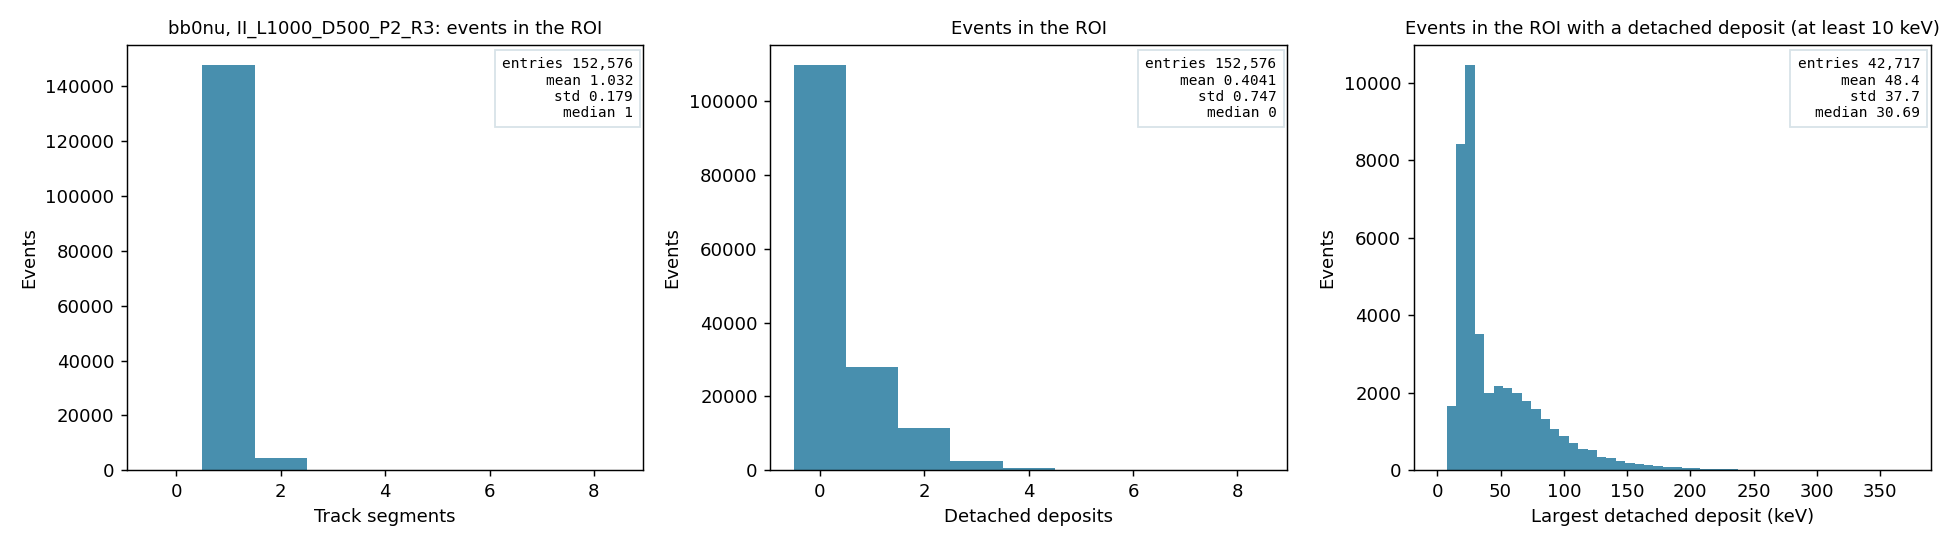 bb0nu, II_L1000_D500_P2_R3: events in the ROI
entries 152,576
mean 1.032
std 0.179
median 1
140000
120000
100000
80000
60000
40000
20000
0
Events
0 2 4 6 8
Track segments
Events in the ROI
entries 152,576
mean 0.4041
std 0.747
median 0
100000
80000
60000
40000
20000
0
Events
0 2 4 6 8
Detached deposits
Events in the ROI with a detached deposit (at least 10 keV)
entries 42,717
mean 48.4
std 37.7
median 30.69
10000
8000
6000
4000
2000
0
Events
0 50 100 150 200 250 300 350
Largest detached deposit (keV)